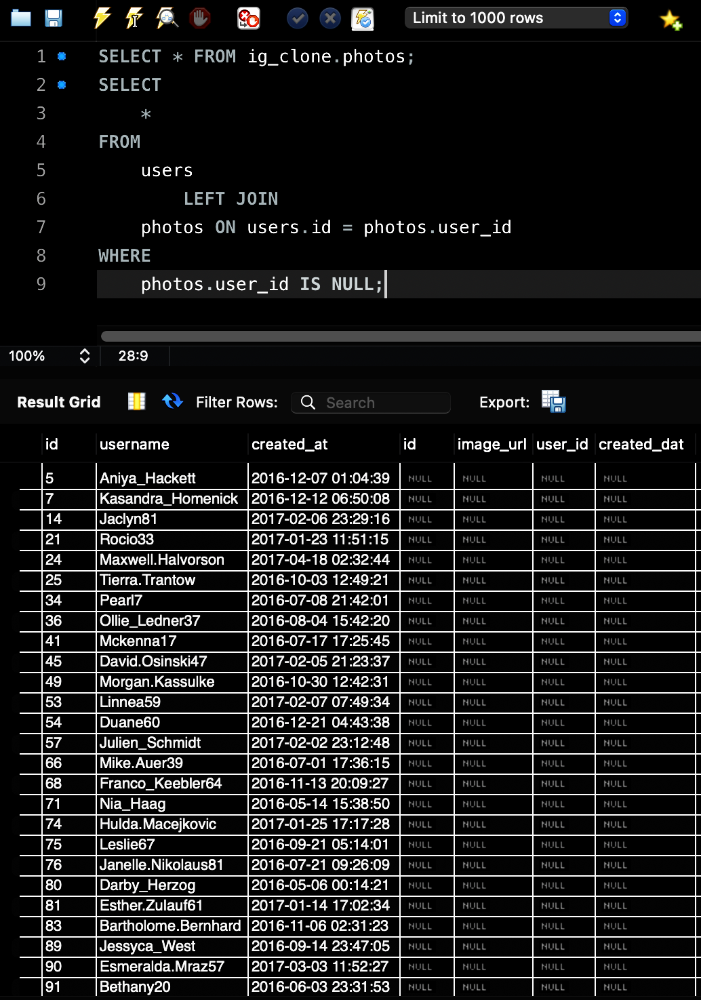 Limit to 1000 rows
1 SELECT * FROM ig_clone.photos;
2 SELECT
3 *
4 FROM
5 users
6 LEFT JOIN
7 photos ON users.id = photos.user_id
8 WHERE
9 photos.user_id IS NULL;
100% 28:9
Result Grid Filter Rows: Search Export:
id username created_at id image_url user_id created_dat
5 Aniya_Hackett 2016-12-07 01:04:39 NULL NULL NULL NULL
7 Kasandra_Homenick 2016-12-12 06:50:08 NULL NULL NULL NULL
14 Jaclyn81 2017-02-06 23:29:16 NULL NULL NULL NULL
21 Rocio33 2017-01-23 11:51:15 NULL NULL NULL NULL
24 Maxwell.Halvorson 2017-04-18 02:32:44 NULL NULL NULL NULL
25 Tierra.Trantow 2016-10-03 12:49:21 NULL NULL NULL NULL
34 Pearl7 2016-07-08 21:42:01 NULL NULL NULL NULL
36 Ollie_Ledner37 2016-08-04 15:42:20 NULL NULL NULL NULL
41 Mckenna17 2016-07-17 17:25:45 NULL NULL NULL NULL
45 David.Osinski47 2017-02-05 21:23:37 NULL NULL NULL NULL
49 Morgan.Kassulke 2016-10-30 12:42:31 NULL NULL NULL NULL
53 Linnea59 2017-02-07 07:49:34 NULL NULL NULL NULL
54 Duane60 2016-12-21 04:43:38 NULL NULL NULL NULL
57 Julien_Schmidt 2017-02-02 23:12:48 NULL NULL NULL NULL
66 Mike.Auer39 2016-07-01 17:36:15 NULL NULL NULL NULL
68 Franco_Keebler64 2016-11-13 20:09:27 NULL NULL NULL NULL
71 Nia_Haag 2016-05-14 15:38:50 NULL NULL NULL NULL
74 Hulda.Macejkovic 2017-01-25 17:17:28 NULL NULL NULL NULL
75 Leslie67 2016-09-21 05:14:01 NULL NULL NULL NULL
76 Janelle.Nikolaus81 2016-07-21 09:26:09 NULL NULL NULL NULL
80 Darby_Herzog 2016-05-06 00:14:21 NULL NULL NULL NULL
81 Esther.Zulauf61 2017-01-14 17:02:34 NULL NULL NULL NULL
83 Bartholome.Bernhard 2016-11-06 02:31:23 NULL NULL NULL NULL
89 Jessyca_West 2016-09-14 23:47:05 NULL NULL NULL NULL
90 Esmeralda.Mraz57 2017-03-03 11:52:27 NULL NULL NULL NULL
91 Bethany20 2016-06-03 23:31:53 NULL NULL NULL NULL